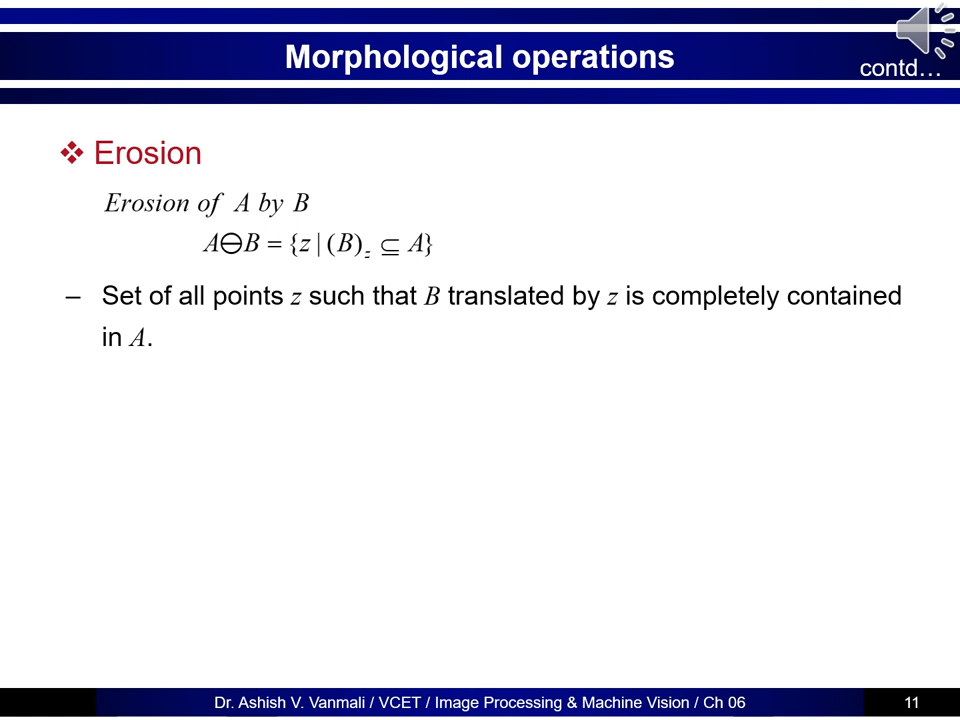 Morphological operations
contd…
❖ Erosion
Erosion of A by B
A⊖B = {z | (B)z ⊆ A}
– Set of all points z such that B translated by z is completely contained
in A.
Dr. Ashish V. Vanmali / VCET / Image Processing & Machine Vision / Ch 06
11